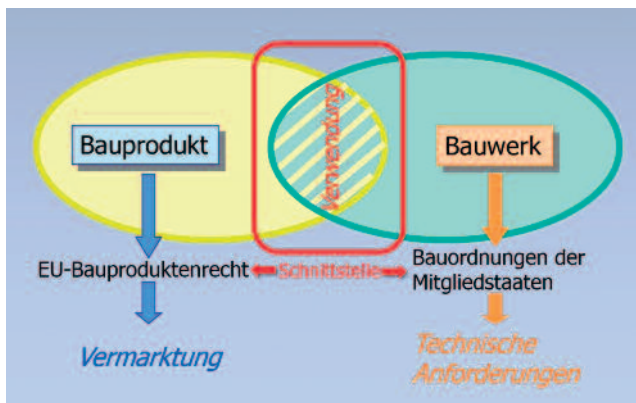 Bauprodukt
Verwendung
Bauwerk
EU-Bauproduktenrecht
Schnittstelle
Bauordnungen der
Mitgliedstaaten
Vermarktung
Technische
Anforderungen